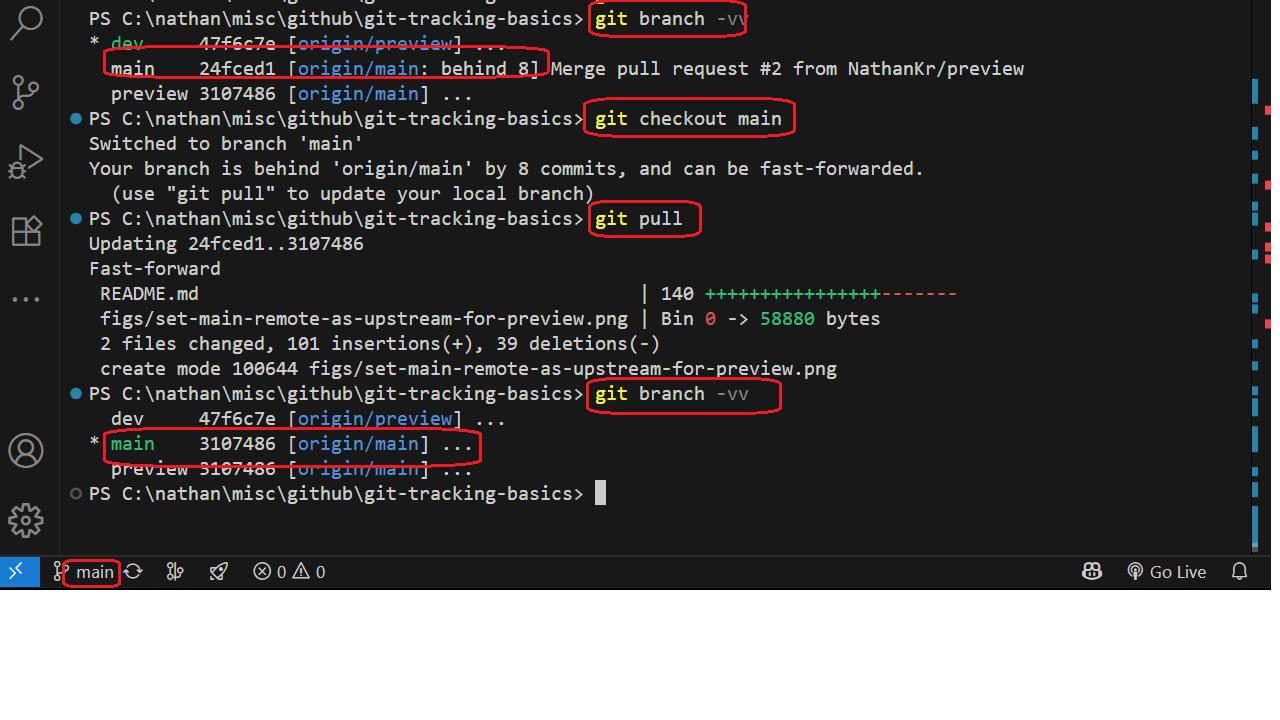 PS C:\nathan\misc\github\git-tracking-basics> git branch -vv
* dev     47f6c7e [origin/preview] ...
  main    24fced1 [origin/main: behind 8] Merge pull request #2 from NathanKr/preview
  preview 3107486 [origin/main] ...
PS C:\nathan\misc\github\git-tracking-basics> git checkout main
Switched to branch 'main'
Your branch is behind 'origin/main' by 8 commits, and can be fast-forwarded.
  (use "git pull" to update your local branch)
PS C:\nathan\misc\github\git-tracking-basics> git pull
Updating 24fced1..3107486
Fast-forward
 README.md                                       | 140 ++++++++++++++++-------
 figs/set-main-remote-as-upstream-for-preview.png | Bin 0 -> 58880 bytes
 2 files changed, 101 insertions(+), 39 deletions(-)
 create mode 100644 figs/set-main-remote-as-upstream-for-preview.png
PS C:\nathan\misc\github\git-tracking-basics> git branch -vv
  dev     47f6c7e [origin/preview] ...
* main    3107486 [origin/main] ...
  preview 3107486 [origin/main] ...
PS C:\nathan\misc\github\git-tracking-basics>
main 0 0 Go Live